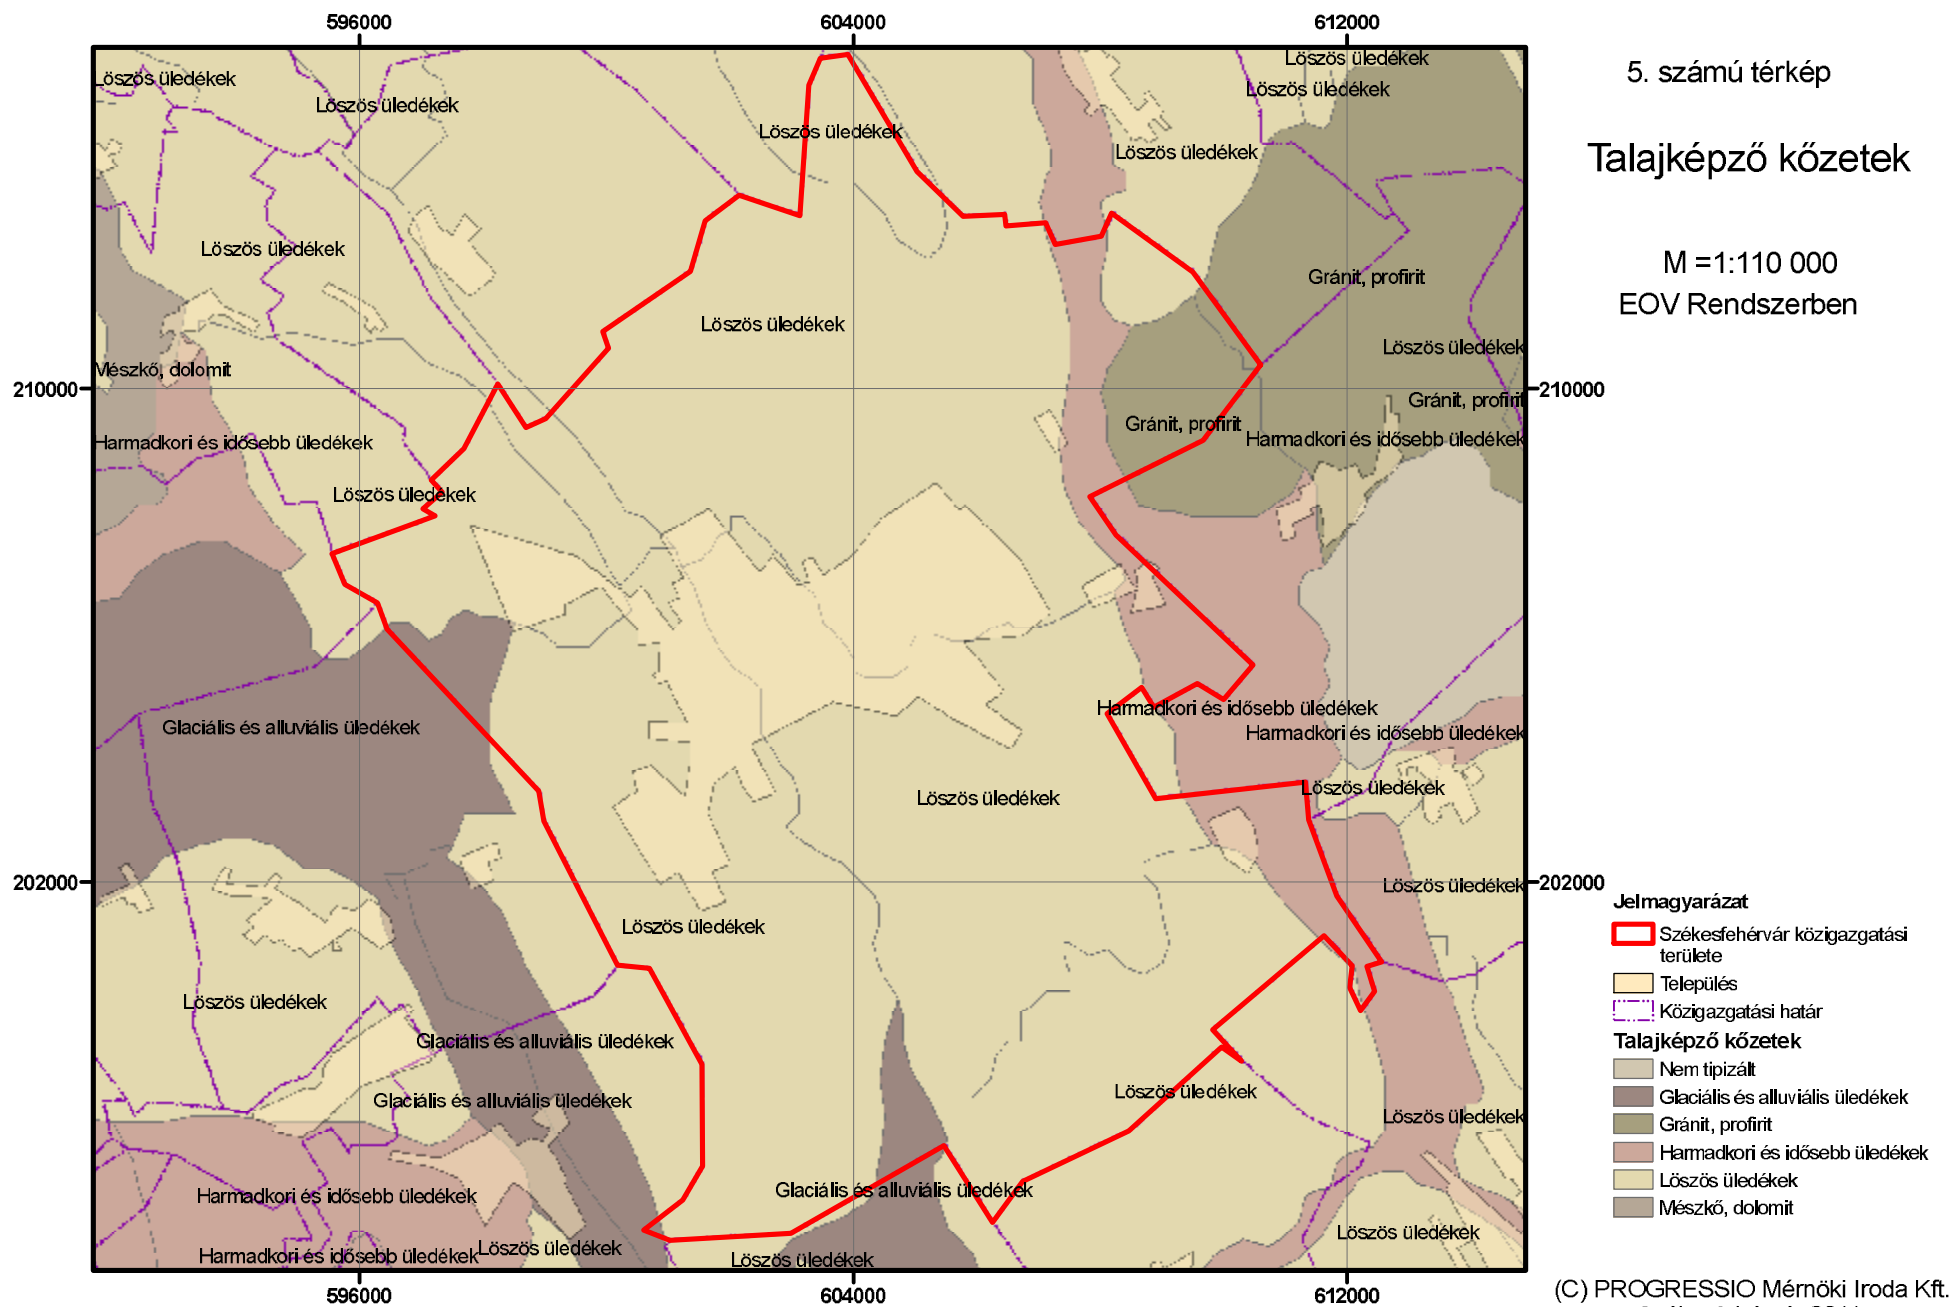 596000
604000
612000
5. számú térkép
Talajképző kőzetek
M =1:110 000
EOV Rendszerben
Löszös üledékek
Löszös üledékek
Löszös üledékek
Löszös üledékek
Löszös üledékek
Löszös üledékek
Löszös üledékek
Gránit, profirit
Löszös üledékek
Löszös üledékek
Mészkő, dolomit
210000
210000
Gránit, profirit
Gránit, profirit
Harmadkori és idősebb üledékek
Harmadkori és idősebb üledékek
Löszös üledékek
Harmadkori és idősebb üledékek
Glaciális és alluviális üledékek
Harmadkori és idősebb üledékek
Löszös üledékek
Löszös üledékek
202000
202000
Löszös üledékek
Löszös üledékek
Löszös üledékek
Glaciális és alluviális üledékek
Löszös üledékek
Glaciális és alluviális üledékek
Löszös üledékek
Glaciális és alluviális üledékek
Harmadkori és idősebb üledékek
Löszös üledékek
Harmadkori és idősebb üledékek
Löszös üledékek
Löszös üledékek
Jelmagyarázat
Székesfehérvár közigazgatási
területe
Település
Közigazgatási határ
Talajképző kőzetek
Nem tipizált
Glaciális és alluviális üledékek
Gránit, profirit
Harmadkori és idősebb üledékek
Löszös üledékek
Mészkő, dolomit
596000
604000
612000
(C) PROGRESSIO Mérnöki Iroda Kft.